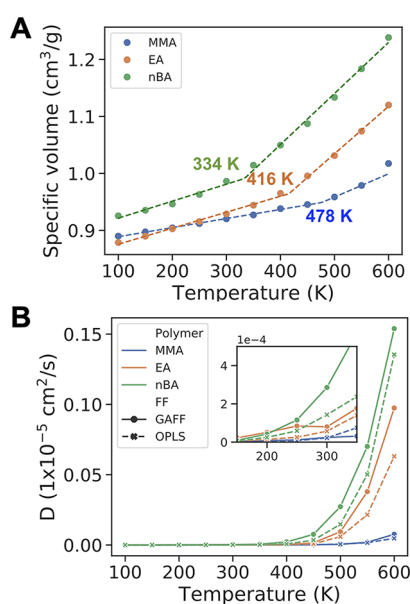 A
Specific volume (cm³/g)
1.2
1.1
1.0
0.9
MMA
EA
nBA
334 K
416 K
478 K
100
200
300
400
500
600
Temperature (K)
B
D (1x10⁻⁵ cm²/s)
0.15
0.10
0.05
0.00
Polymer
MMA
EA
nBA
FF
GAFF
OPLS
1e−4
4
2
0
200
300
100
200
300
400
500
600
Temperature (K)